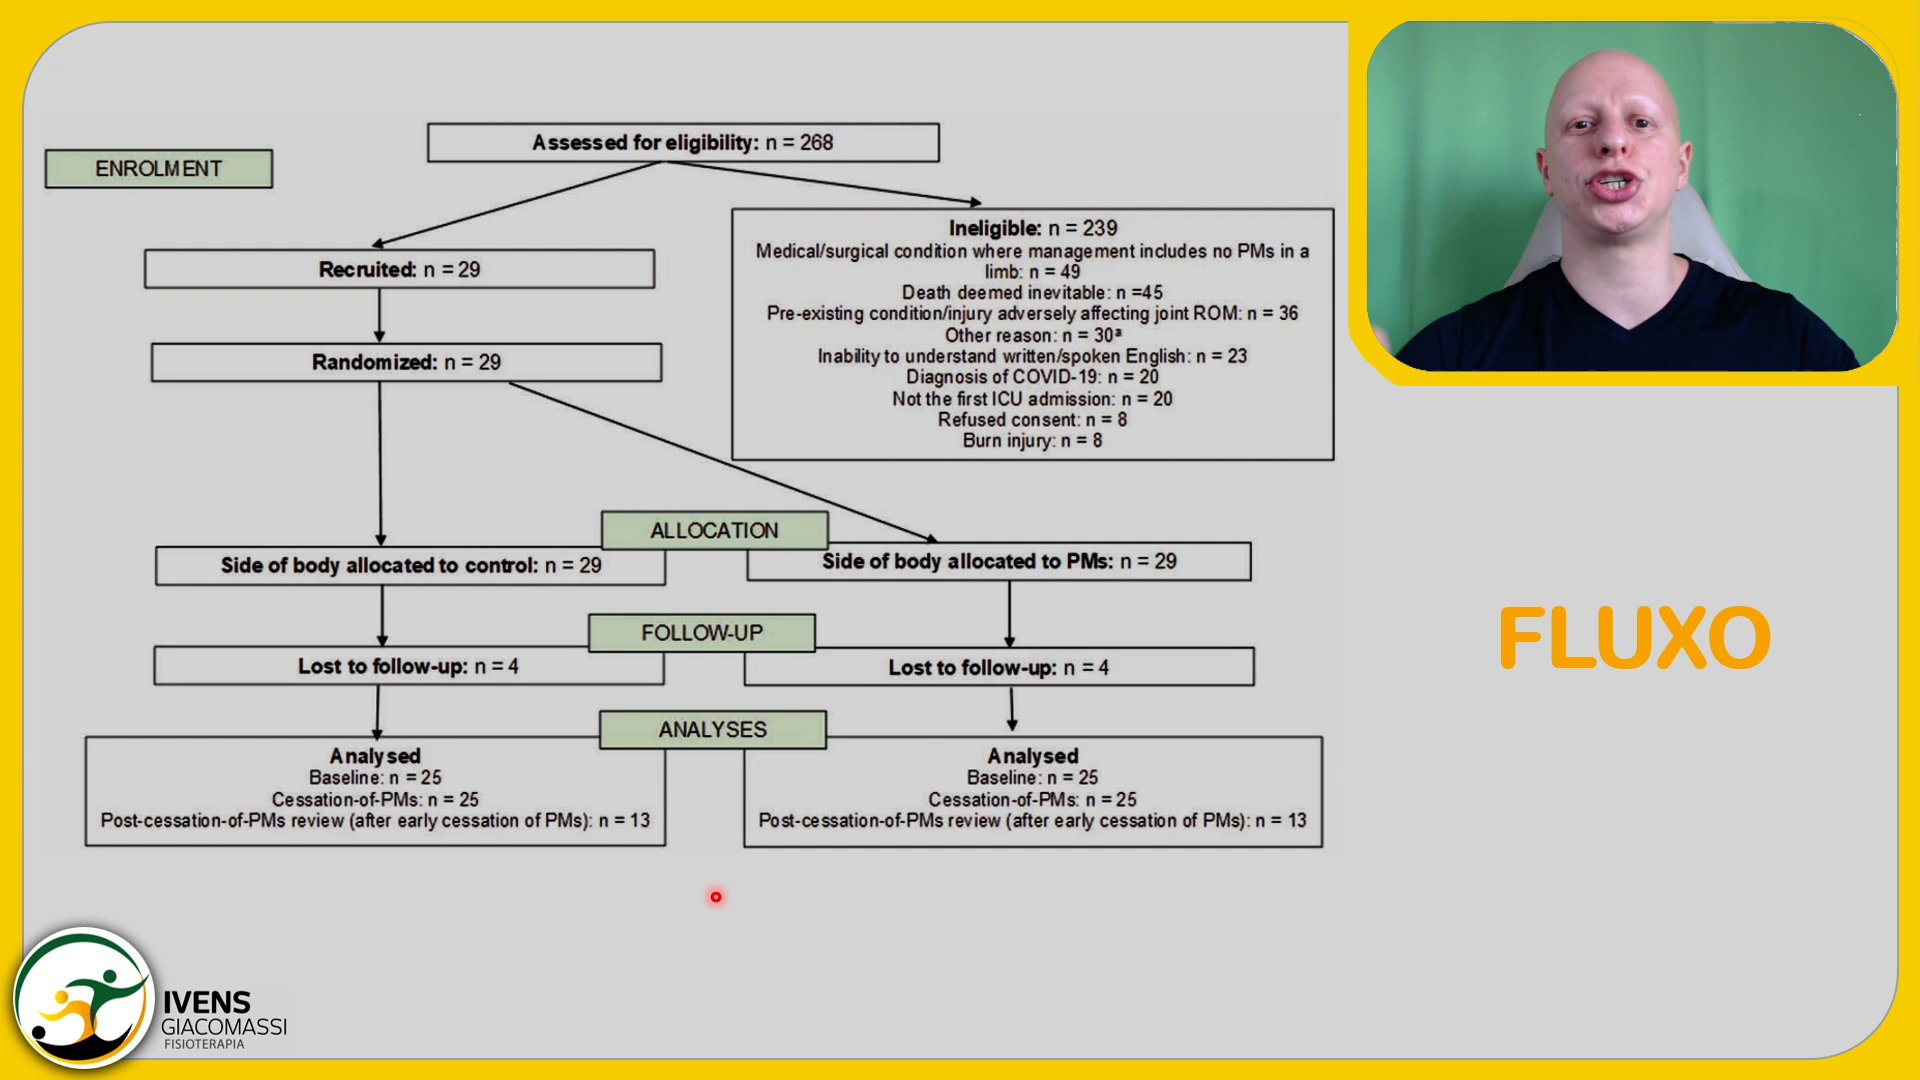 ENROLMENT
Assessed for eligibility: n = 268
Recruited: n = 29
Randomized: n = 29
Ineligible: n = 239
Medical/surgical condition where management includes no PMs in a
limb: n = 49
Death deemed inevitable: n =45
Pre-existing condition/injury adversely affecting joint ROM: n = 36
Other reason: n = 30ª
Inability to understand written/spoken English: n = 23
Diagnosis of COVID-19: n = 20
Not the first ICU admission: n = 20
Refused consent: n = 8
Burn injury: n = 8
ALLOCATION
Side of body allocated to control: n = 29
Side of body allocated to PMs: n = 29
FOLLOW-UP
Lost to follow-up: n = 4
Lost to follow-up: n = 4
ANALYSES
Analysed
Baseline: n = 25
Cessation-of-PMs: n = 25
Post-cessation-of-PMs review (after early cessation of PMs): n = 13
Analysed
Baseline: n = 25
Cessation-of-PMs: n = 25
Post-cessation-of-PMs review (after early cessation of PMs): n = 13
FLUXO
IVENS
GIACOMASSI
FISIOTERAPIA